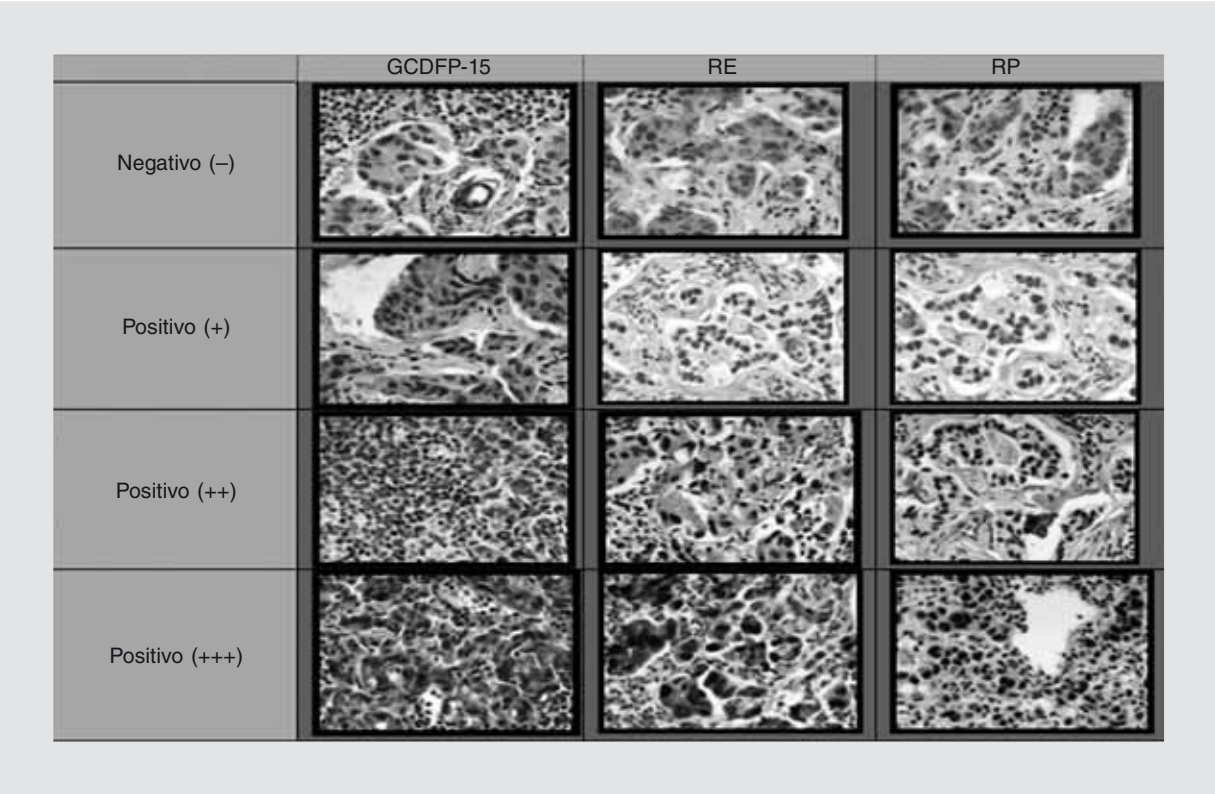 GCDFP-15 RE RP
Negativo (–)
Positivo (+)
Positivo (++)
Positivo (+++)